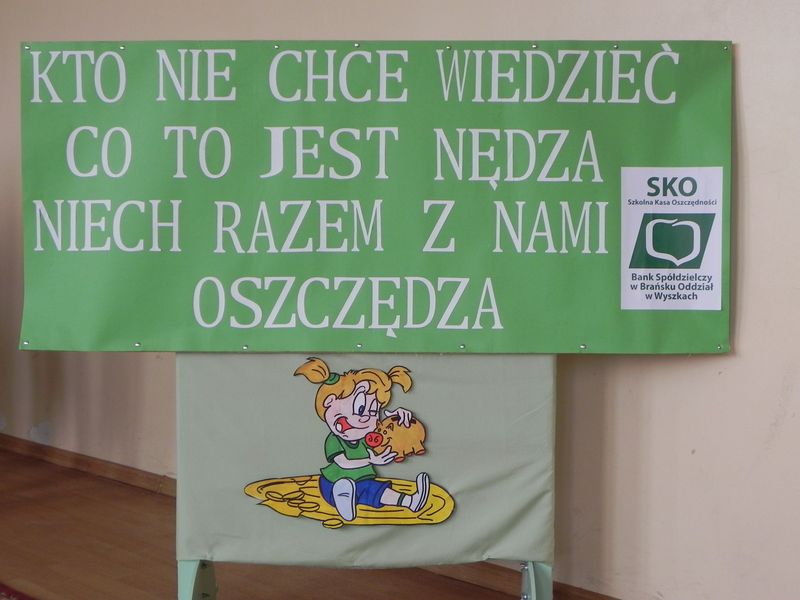 KTO NIE CHCE WIEDZIEĆ
CO TO JEST NĘDZA
NIECH RAZEM Z NAMI
OSZCZĘDZA
SKO
Szkolna Kasa Oszczędności
Bank Spółdzielczy
w Brańsku Oddział
w Wyszkach